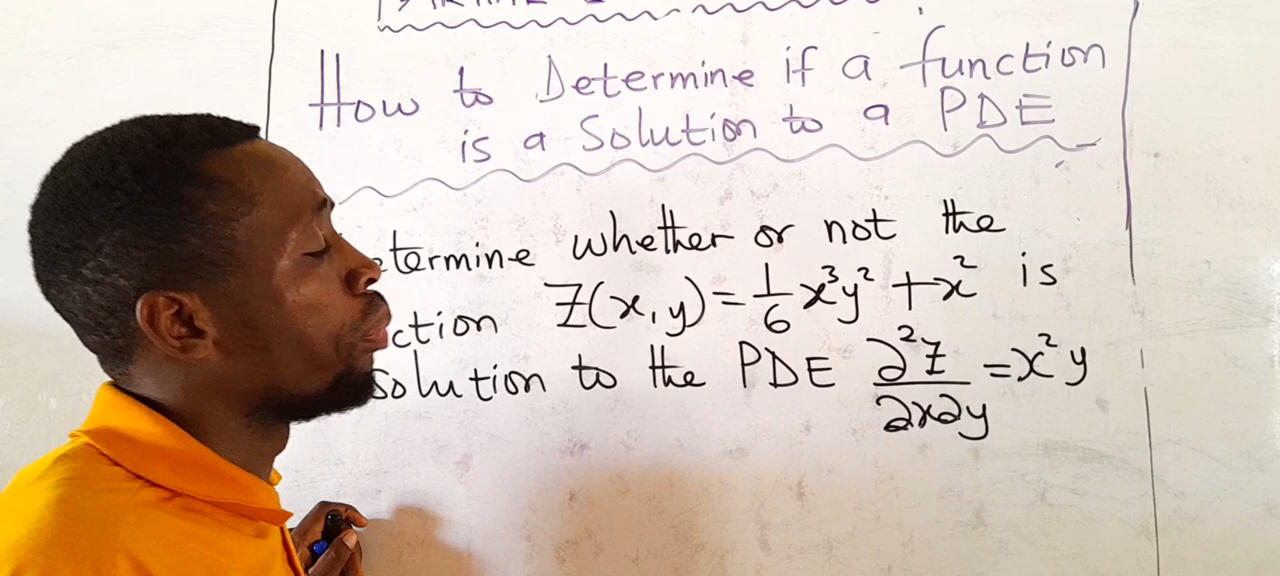 How to Determine if a function
is a Solution to a PDE
termine whether or not the
ction Z(x,y)=1/6 x³y² + x² is
solution to the PDE ∂²Z/∂x∂y = x²y